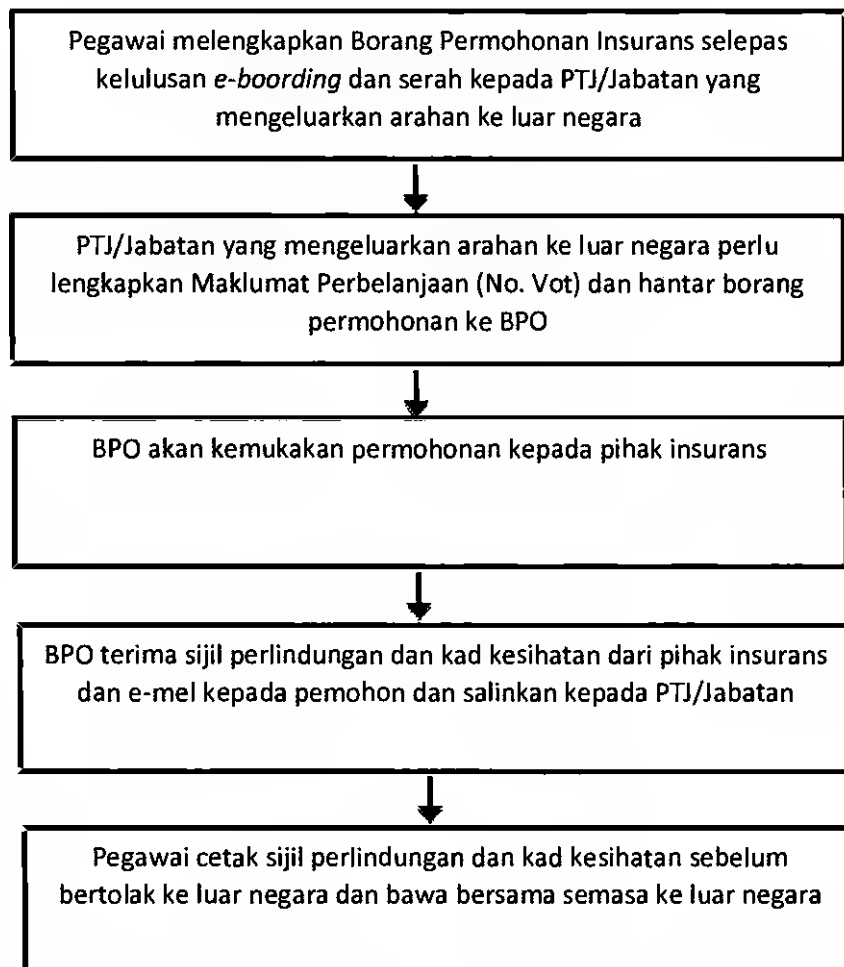 Pegawai melengkapkan Borang Permohonan Insurans selepas
kelulusan e-boording dan serah kepada PTJ/Jabatan yang
mengeluarkan arahan ke luar negara
PTJ/Jabatan yang mengeluarkan arahan ke luar negara perlu
lengkapkan Maklumat Perbelanjaan (No. Vot) dan hantar borang
permohonan ke BPO
BPO akan kemukakan permohonan kepada pihak insurans
BPO terima sijil perlindungan dan kad kesihatan dari pihak insurans
dan e-mel kepada pemohon dan salinkan kepada PTJ/Jabatan
Pegawai cetak sijil perlindungan dan kad kesihatan sebelum
bertolak ke luar negara dan bawa bersama semasa ke luar negara